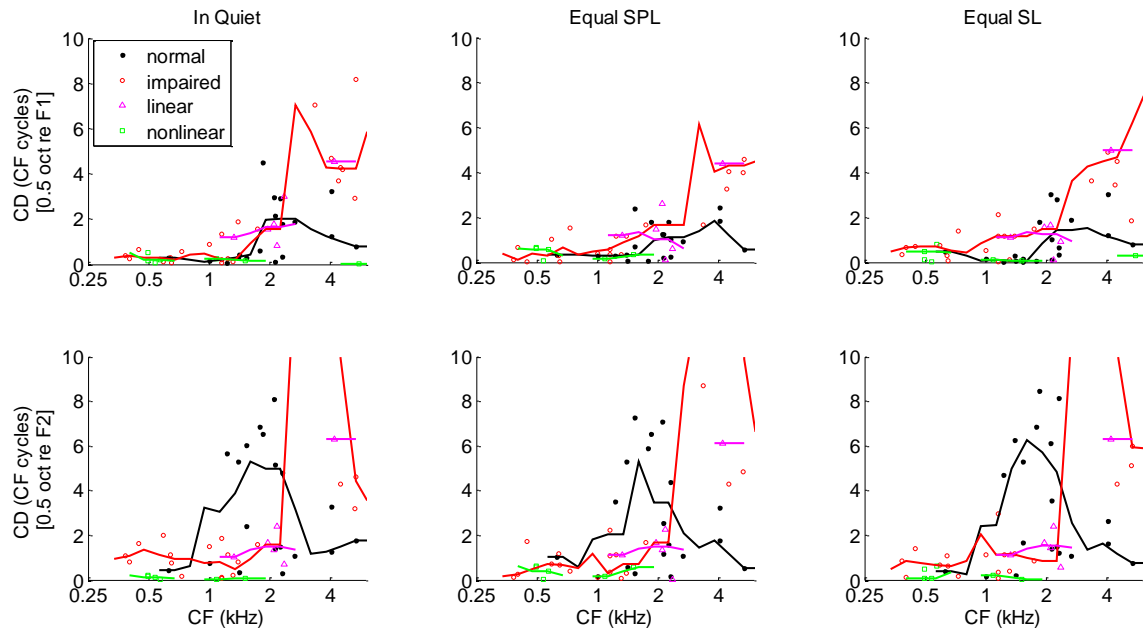 In Quiet
Equal SPL
Equal SL
CD (CF cycles)
[0.5 oct re F1]
10
8
6
4
2
0
normal
impaired
linear
nonlinear
0.25 0.5 1 2 4
10
8
6
4
2
0
0.25 0.5 1 2 4
10
8
6
4
2
0
0.25 0.5 1 2 4
CD (CF cycles)
[0.5 oct re F2]
10
8
6
4
2
0
0.25 0.5 1 2 4
CF (kHz)
10
8
6
4
2
0
0.25 0.5 1 2 4
CF (kHz)
10
8
6
4
2
0
0.25 0.5 1 2 4
CF (kHz)